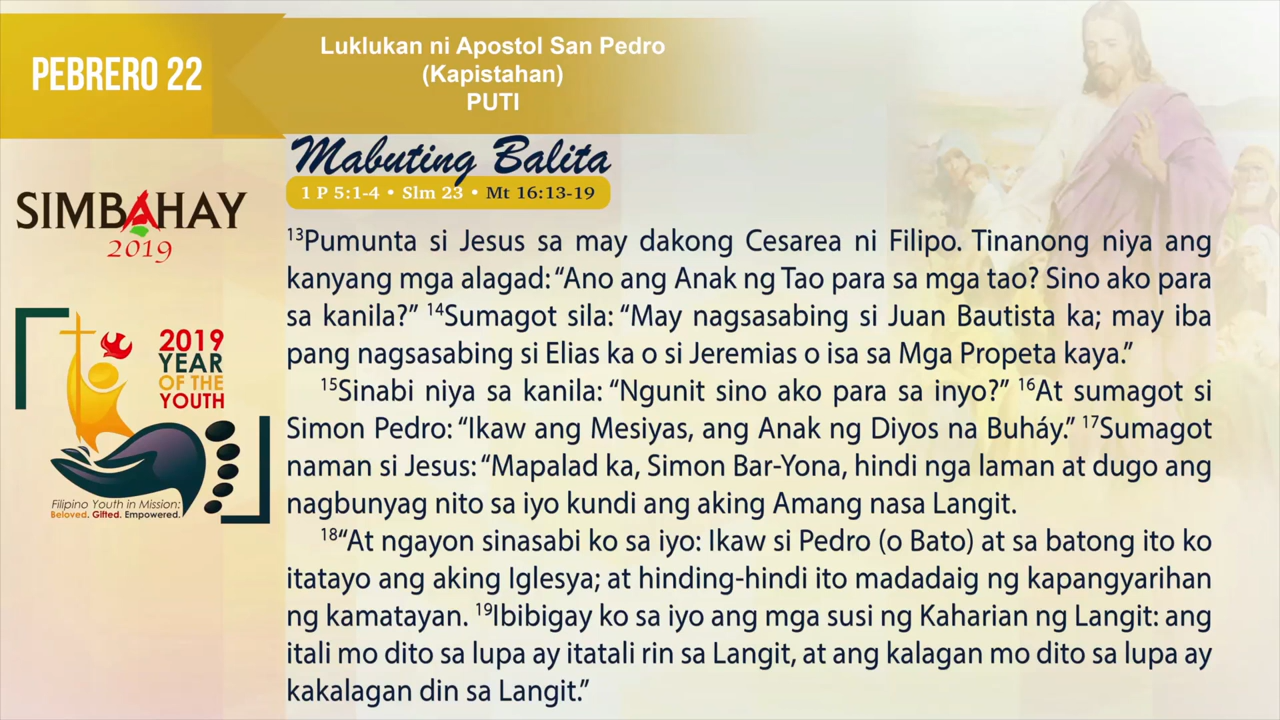 PEBRERO 22
Luklukan ni Apostol San Pedro
(Kapistahan)
PUTI
SIMBAHAY
2019
2019
YEAR
OF THE
YOUTH
Filipino Youth in Mission:
Beloved. Gifted. Empowered.
Mabuting Balita
1 P 5:1-4 • Slm 23 • Mt 16:13-19
¹³Pumunta si Jesus sa may dakong Cesarea ni Filipo. Tinanong niya ang
kanyang mga alagad: “Ano ang Anak ng Tao para sa mga tao? Sino ako para
sa kanila?” ¹⁴Sumagot sila: “May nagsasabing si Juan Bautista ka; may iba
pang nagsasabing si Elias ka o si Jeremias o isa sa Mga Propeta kaya.”
¹⁵Sinabi niya sa kanila: “Ngunit sino ako para sa inyo?” ¹⁶At sumagot si
Simon Pedro: “Ikaw ang Mesiyas, ang Anak ng Diyos na Buháy.” ¹⁷Sumagot
naman si Jesus: “Mapalad ka, Simon Bar-Yona, hindi nga laman at dugo ang
nagbunyag nito sa iyo kundi ang aking Amang nasa Langit.
¹⁸“At ngayon sinasabi ko sa iyo: Ikaw si Pedro (o Bato) at sa batong ito ko
itatayo ang aking Iglesya; at hinding-hindi ito madadaig ng kapangyarihan
ng kamatayan. ¹⁹Ibibigay ko sa iyo ang mga susi ng Kaharian ng Langit: ang
itali mo dito sa lupa ay itatali rin sa Langit, at ang kalagan mo dito sa lupa ay
kakalagan din sa Langit.”